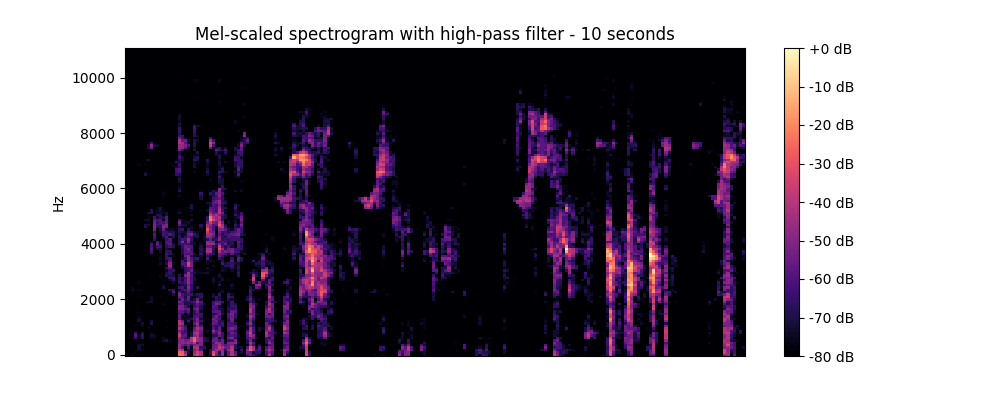 Mel-scaled spectrogram with high-pass filter - 10 seconds
Hz
10000
8000
6000
4000
2000
0
+0 dB
-10 dB
-20 dB
-30 dB
-40 dB
-50 dB
-60 dB
-70 dB
-80 dB